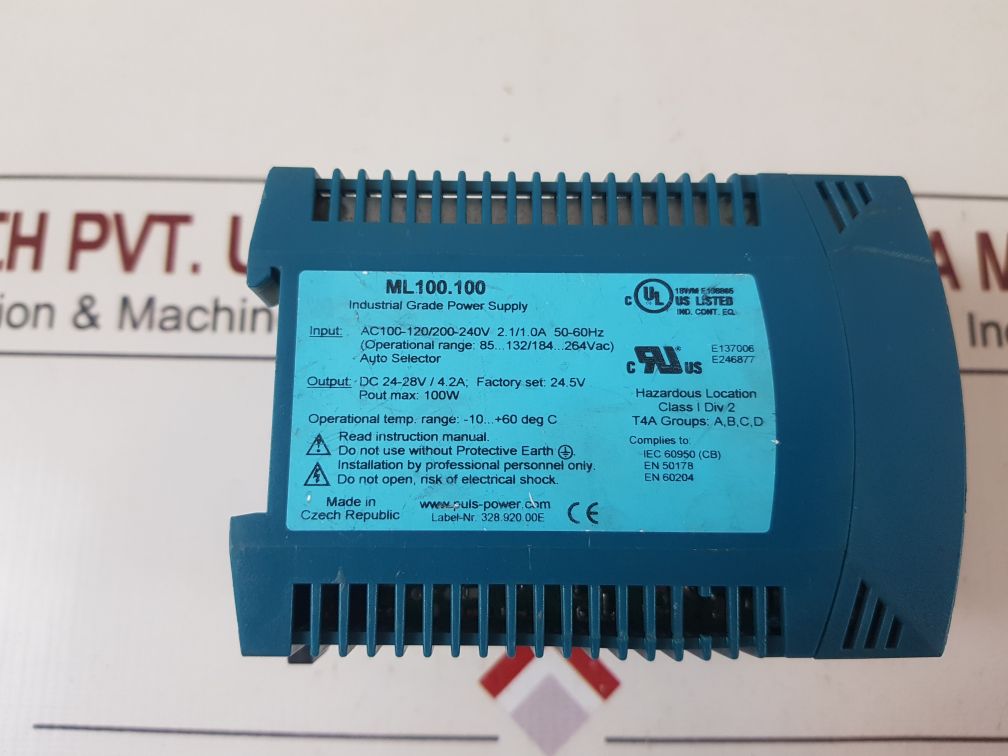 CH PVT. U
A M
ion & Machin
In
ML100.100
Industrial Grade Power Supply
Input: AC100-120/200-240V 2.1/1.0A 50-60Hz
(Operational range: 85...132/184...264Vac)
Auto Selector
Output: DC 24-28V / 4.2A; Factory set: 24.5V
Pout max: 100W
Operational temp. range: -10...+60 deg C
Read instruction manual.
Do not use without Protective Earth
Installation by professional personnel only.
Do not open, risk of electrical shock.
Made in
Czech Republic
www.puls-power.com
Label-Nr. 328.920.00E
CE
C UL US LISTED
IND. CONT. EQ.
C RU US
E137006
E246877
Hazardous Location
Class I Div 2
T4A Groups: A,B,C,D
Complies to:
IEC 60950 (CB)
EN 50178
EN 60204